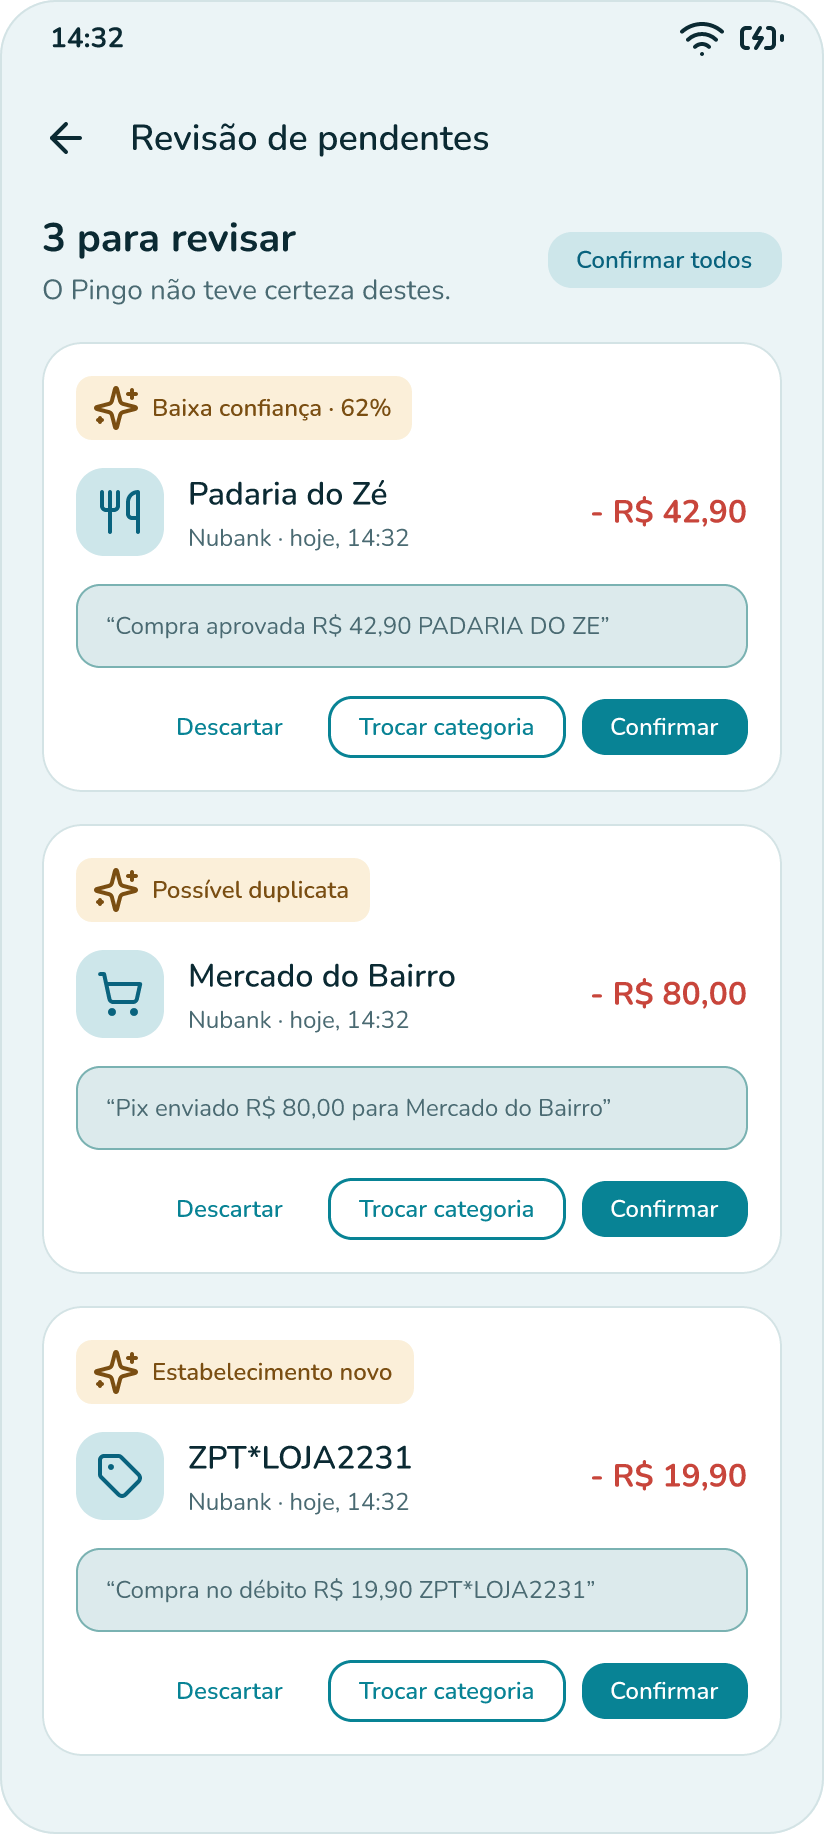 14:32
Revisão de pendentes
3 para revisar
O Pingo não teve certeza destes.
Confirmar todos
Baixa confiança · 62%
Padaria do Zé
Nubank · hoje, 14:32
- R$ 42,90
“Compra aprovada R$ 42,90 PADARIA DO ZE”
Descartar
Trocar categoria
Confirmar
Possível duplicata
Mercado do Bairro
Nubank · hoje, 14:32
- R$ 80,00
“Pix enviado R$ 80,00 para Mercado do Bairro”
Descartar
Trocar categoria
Confirmar
Estabelecimento novo
ZPT*LOJA2231
Nubank · hoje, 14:32
- R$ 19,90
“Compra no débito R$ 19,90 ZPT*LOJA2231”
Descartar
Trocar categoria
Confirmar